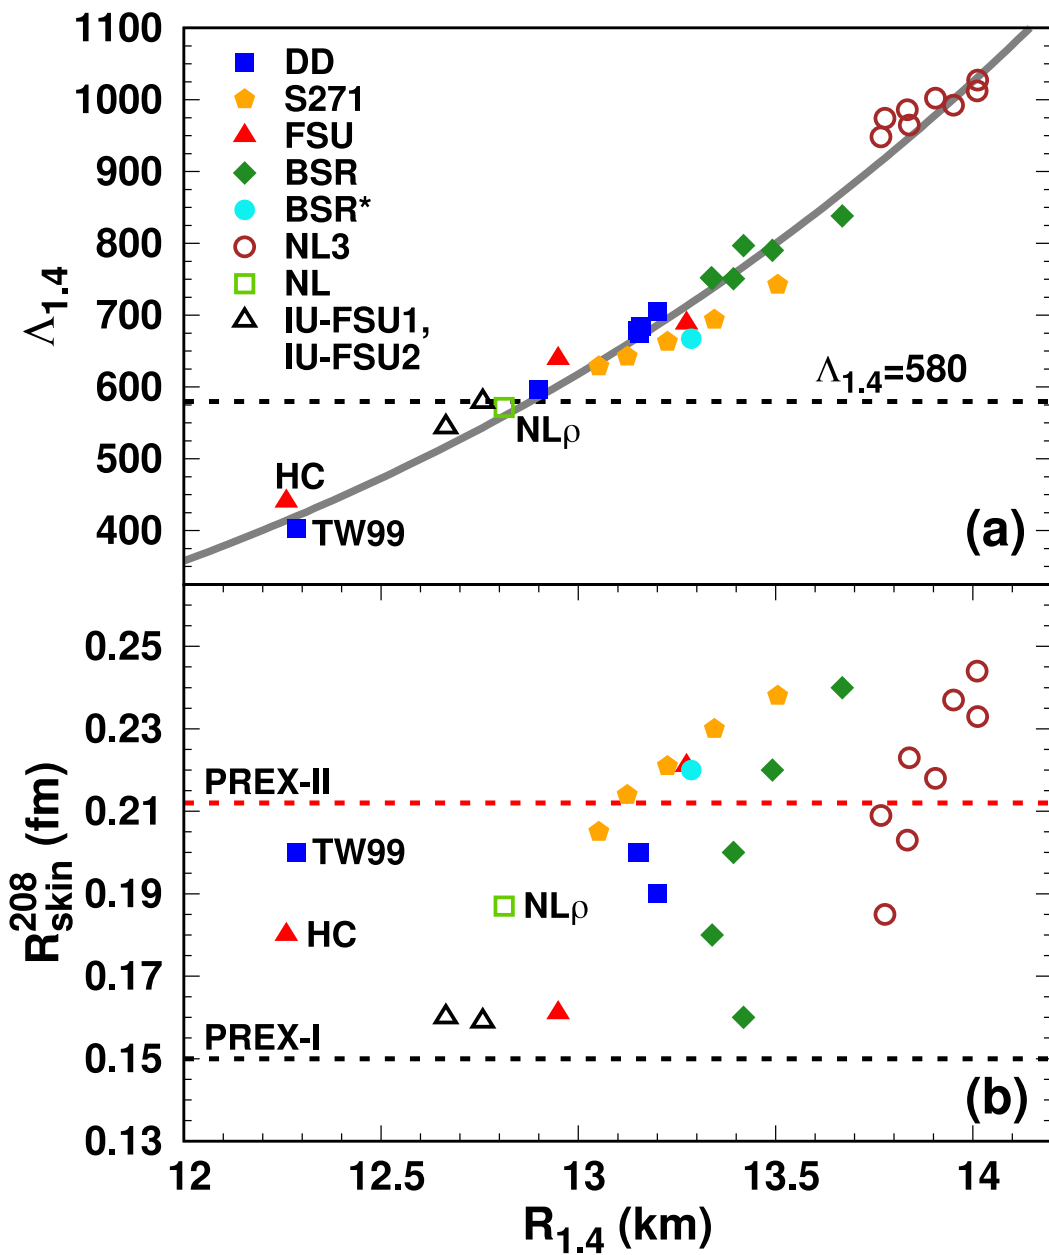 1100
1000
900
800
700
600
500
400
Λ1.4
DD
S271
FSU
BSR
BSR*
NL3
NL
IU-FSU1,
IU-FSU2
Λ1.4=580
NLρ
HC
TW99
(a)
0.25
0.23
0.21
0.19
0.17
0.15
0.13
R208skin (fm)
PREX-II
TW99
NLρ
HC
PREX-I
(b)
12
12.5
13
13.5
14
R1.4 (km)